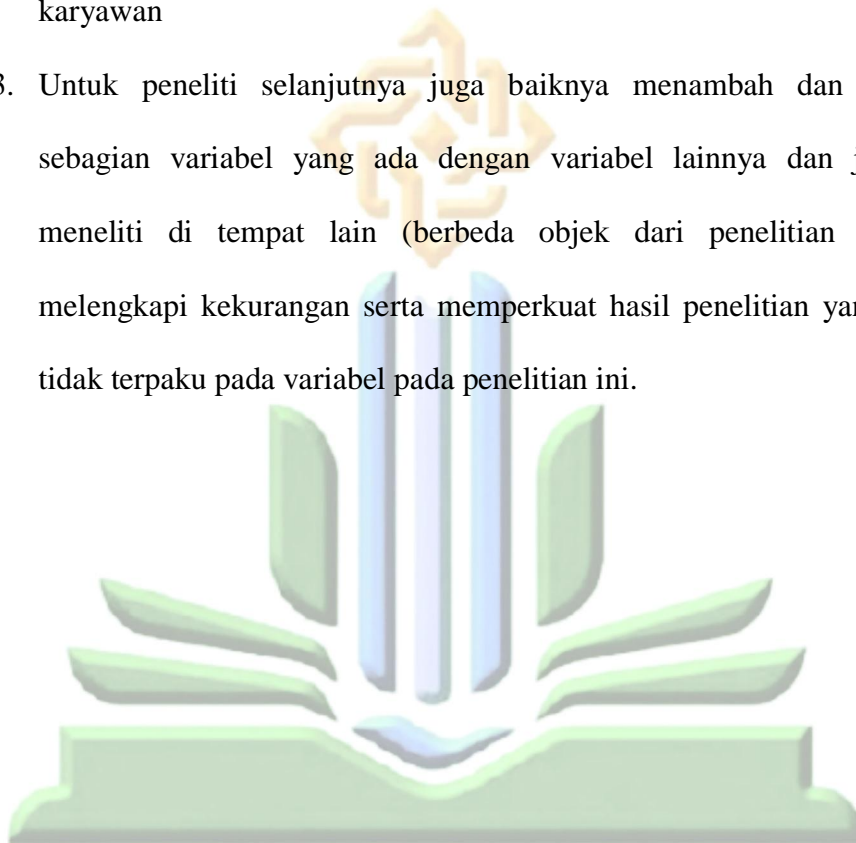 karyawan
3. Untuk peneliti selanjutnya juga baiknya menambah dan
sebagian variabel yang ada dengan variabel lainnya dan
meneliti di tempat lain (berbeda objek dari penelitian
melengkapi kekurangan serta memperkuat hasil penelitian
tidak terpaku pada variabel pada penelitian ini.